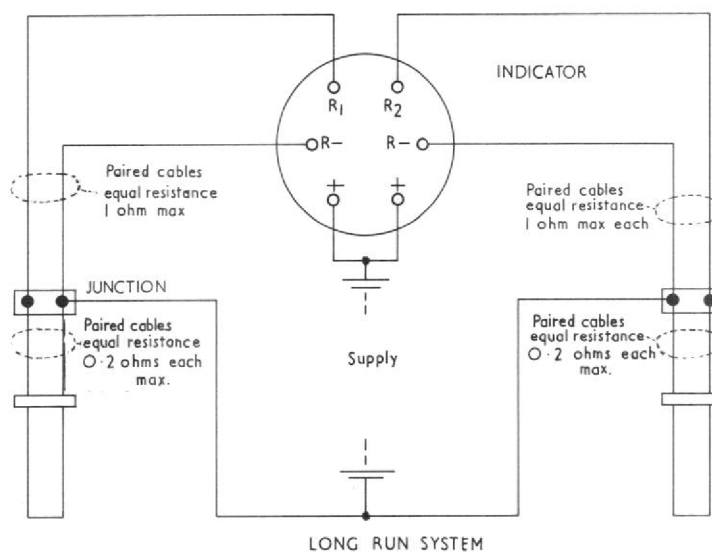 INDICATOR
R1
R2
R-
R-
+
+
Paired cables
equal resistance
1 ohm max
Paired cables
equal resistance
1 ohm max each
JUNCTION
Paired cables
equal resistance
0·2 ohms each
max.
Supply
Paired cables
equal resistance
0·2 ohms each
max.
LONG RUN SYSTEM